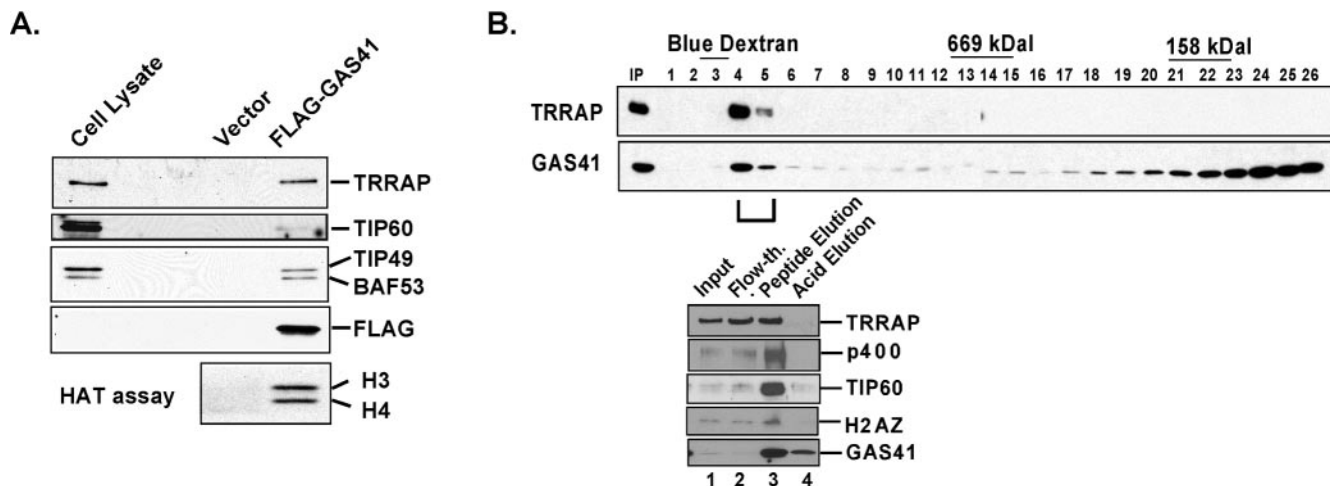 A.
Cell Lysate
Vector
FLAG-GAS41
TRRAP
TIP60
TIP49
BAF53
FLAG
HAT assay
H3
H4
B.
Blue Dextran
669 kDal
158 kDal
IP 1 2 3 4 5 6 7 8 9 10 11 12 13 14 15 16 17 18 19 20 21 22 23 24 25 26
TRRAP
GAS41
Input
Flow-th.
Peptide Elution
Acid Elution
TRRAP
p400
TIP60
H2AZ
GAS41
1 2 3 4